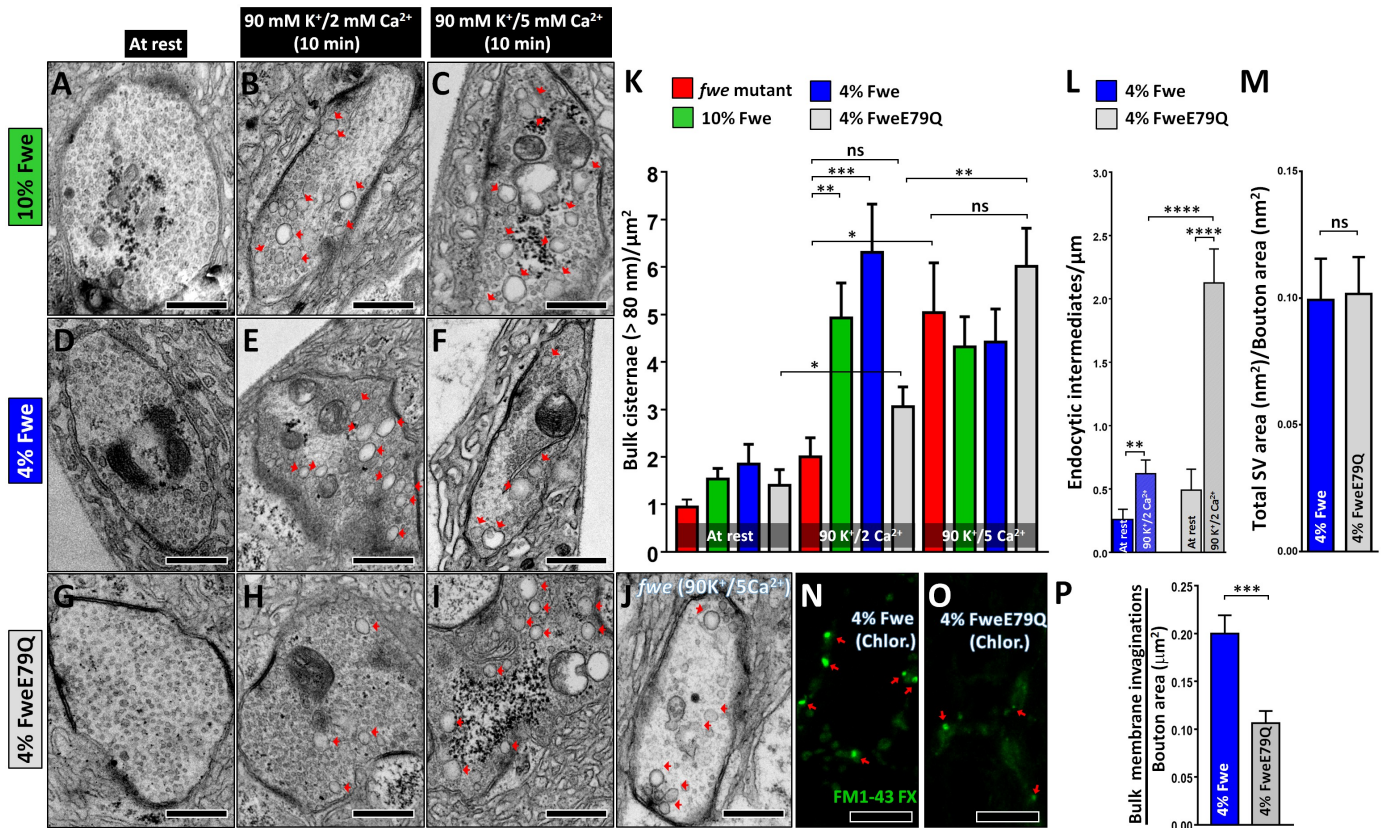 At rest
90 mM K⁺/2 mM Ca²⁺
(10 min)
90 mM K⁺/5 mM Ca²⁺
(10 min)
10% Fwe
4% Fwe
4% FweE79Q
A
B
C
D
E
F
G
H
I
J
fwe (90K⁺/5Ca²⁺)
K
fwe mutant
10% Fwe
4% Fwe
4% FweE79Q
Bulk cisternae (> 80 nm)/µm²
8
7
6
5
4
3
2
1
0
ns
***
**
*
**
ns
*
At rest
90 K⁺/2 Ca²⁺
90 K⁺/5 Ca²⁺
L
4% Fwe
4% FweE79Q
Endocytic intermediates/µm
3.0
2.5
2.0
1.5
1.0
0.5
0.0
****
****
**
At rest
90 K⁺/2 Ca²⁺
At rest
90 K⁺/2 Ca²⁺
M
Total SV area (nm²)/Bouton area (nm²)
0.15
0.10
0.05
0.00
ns
4% Fwe
4% FweE79Q
N
4% Fwe
(Chlor.)
FM1-43 FX
O
4% FweE79Q
(Chlor.)
P
Bulk membrane invaginations
Bouton area (µm²)
0.25
0.20
0.15
0.10
0.05
0.00
***
4% Fwe
4% FweE79Q